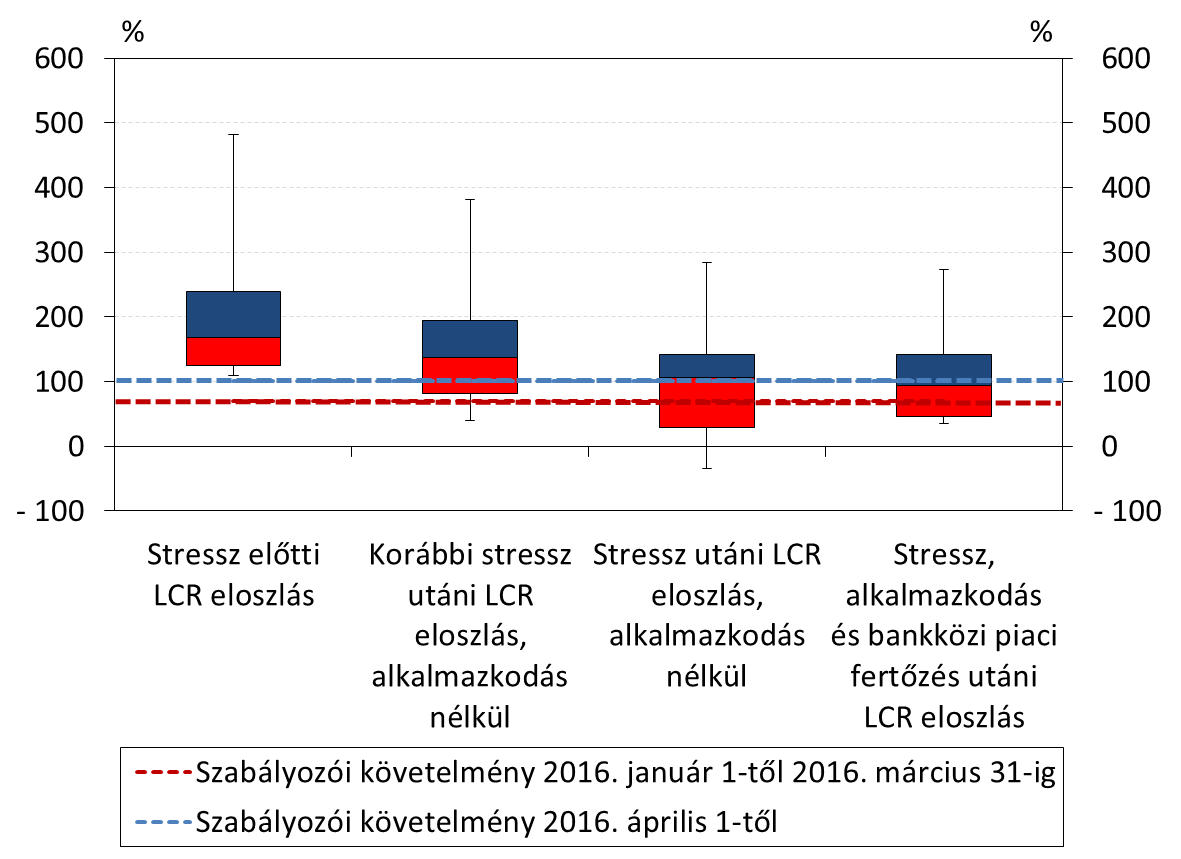 % %
600 600
500 500
400 400
300 300
200 200
100 100
0 0
- 100 - 100
Stressz előtti
LCR eloszlás
Korábbi stressz
utáni LCR
eloszlás,
alkalmazkodás
nélkül
Stressz utáni LCR
eloszlás,
alkalmazkodás
nélkül
Stressz,
alkalmazkodás
és bankközi piaci
fertőzés utáni
LCR eloszlás
Szabályozói követelmény 2016. január 1-től 2016. március 31-ig
Szabályozói követelmény 2016. április 1-től